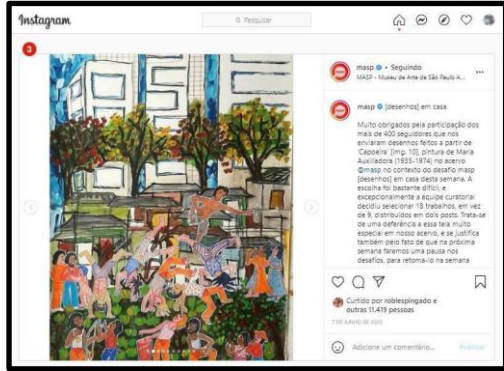 Instagram
Pesquisar
3
masp • Seguindo
MASP - Museu de Arte de São Paulo A...
masp [desenhos] em casa
Muito obrigados pela participação dos
mais de 400 seguidores que nos
enviaram desenhos feitos a partir de
'Capoeira' [img. 10], pintura de Maria
Auxiliadora (1935-1974) no acervo
@masp no contexto do desafio masp
[desenhos] em casa desta semana. A
escolha foi bastante difícil, e
excepcionalmente a equipe curatorial
decidiu selecionar 18 trabalhos, em vez
de 9, distribuídos em dois posts. Trata-se
de uma deferência a essa tela muito
especial em nosso acervo, e se justifica
também pelo fato de que na próxima
semana faremos uma pausa nos
desafios, para retomá-lo na semana
Curtido por roblespingado e
outras 11.419 pessoas
7 DE JUNHO DE 2020
Adicione um comentário...
Publicar